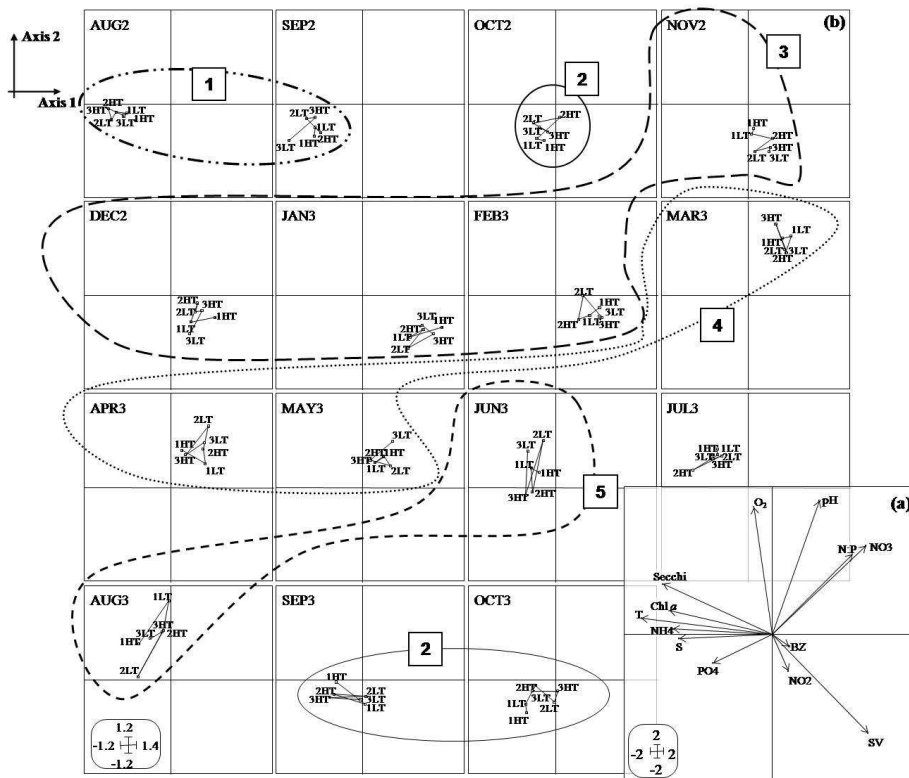 AUG2 SEP2 OCT2 NOV2 (b)
Axis 2
Axis 1
1 2 3
2HT
3HT 1LT
2LT 3LT 1HT
2LT 3HT
1LT
1HT 2HT
3LT
2LT 2HT
3LT 3HT
1LT 1HT
1HT
1LT 2HT
3HT
2LT 3LT
DEC2 JAN3 FEB3 MAR3
2HT
2LT 3HT
1HT
1LT
3LT
3LT
2HT 1HT
1LT 3HT
2LT
2LT
1HT
3LT
2HT 1LT 3HT
3HT
1LT
1HT
2LT 3LT
2HT
4
APR3 MAY3 JUN3 JUL3
2LT
1HT 3LT
3HT 2HT
1LT
3LT
2HT 1HT
3HT
1LT 2LT
2LT
3LT
1LT 1HT
3HT 2HT
1HT 1LT
3LT 2LT
3HT
2HT
5
(a)
O2 pH
N:P NO3
Secchi
Chl a
T
NH4
S
BZ
PO4
NO2
SV
AUG3 SEP3 OCT3
1LT
3HT
3LT
1HT 2HT
2LT
2
1HT
2HT 2LT
3HT 3LT
1LT
2HT 3HT
3LT
1LT 2LT
1HT
1.2
-1.2 1.4
-1.2
2
-2 2
-2